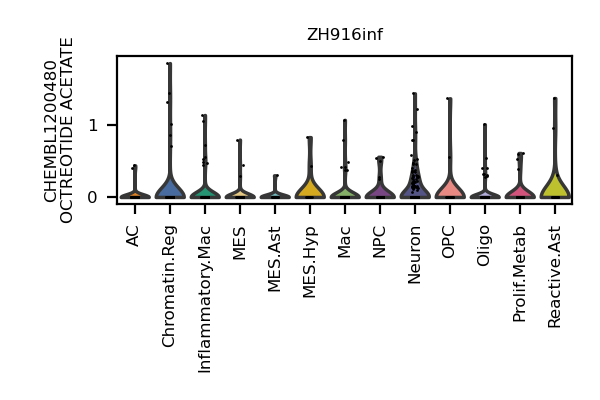 ZH916inf
CHEMBL1200480
OCTREOTIDE ACETATE
1
0
AC
Chromatin.Reg
Inflammatory.Mac
MES
MES.Ast
MES.Hyp
Mac
NPC
Neuron
OPC
Oligo
Prolif.Metab
Reactive.Ast